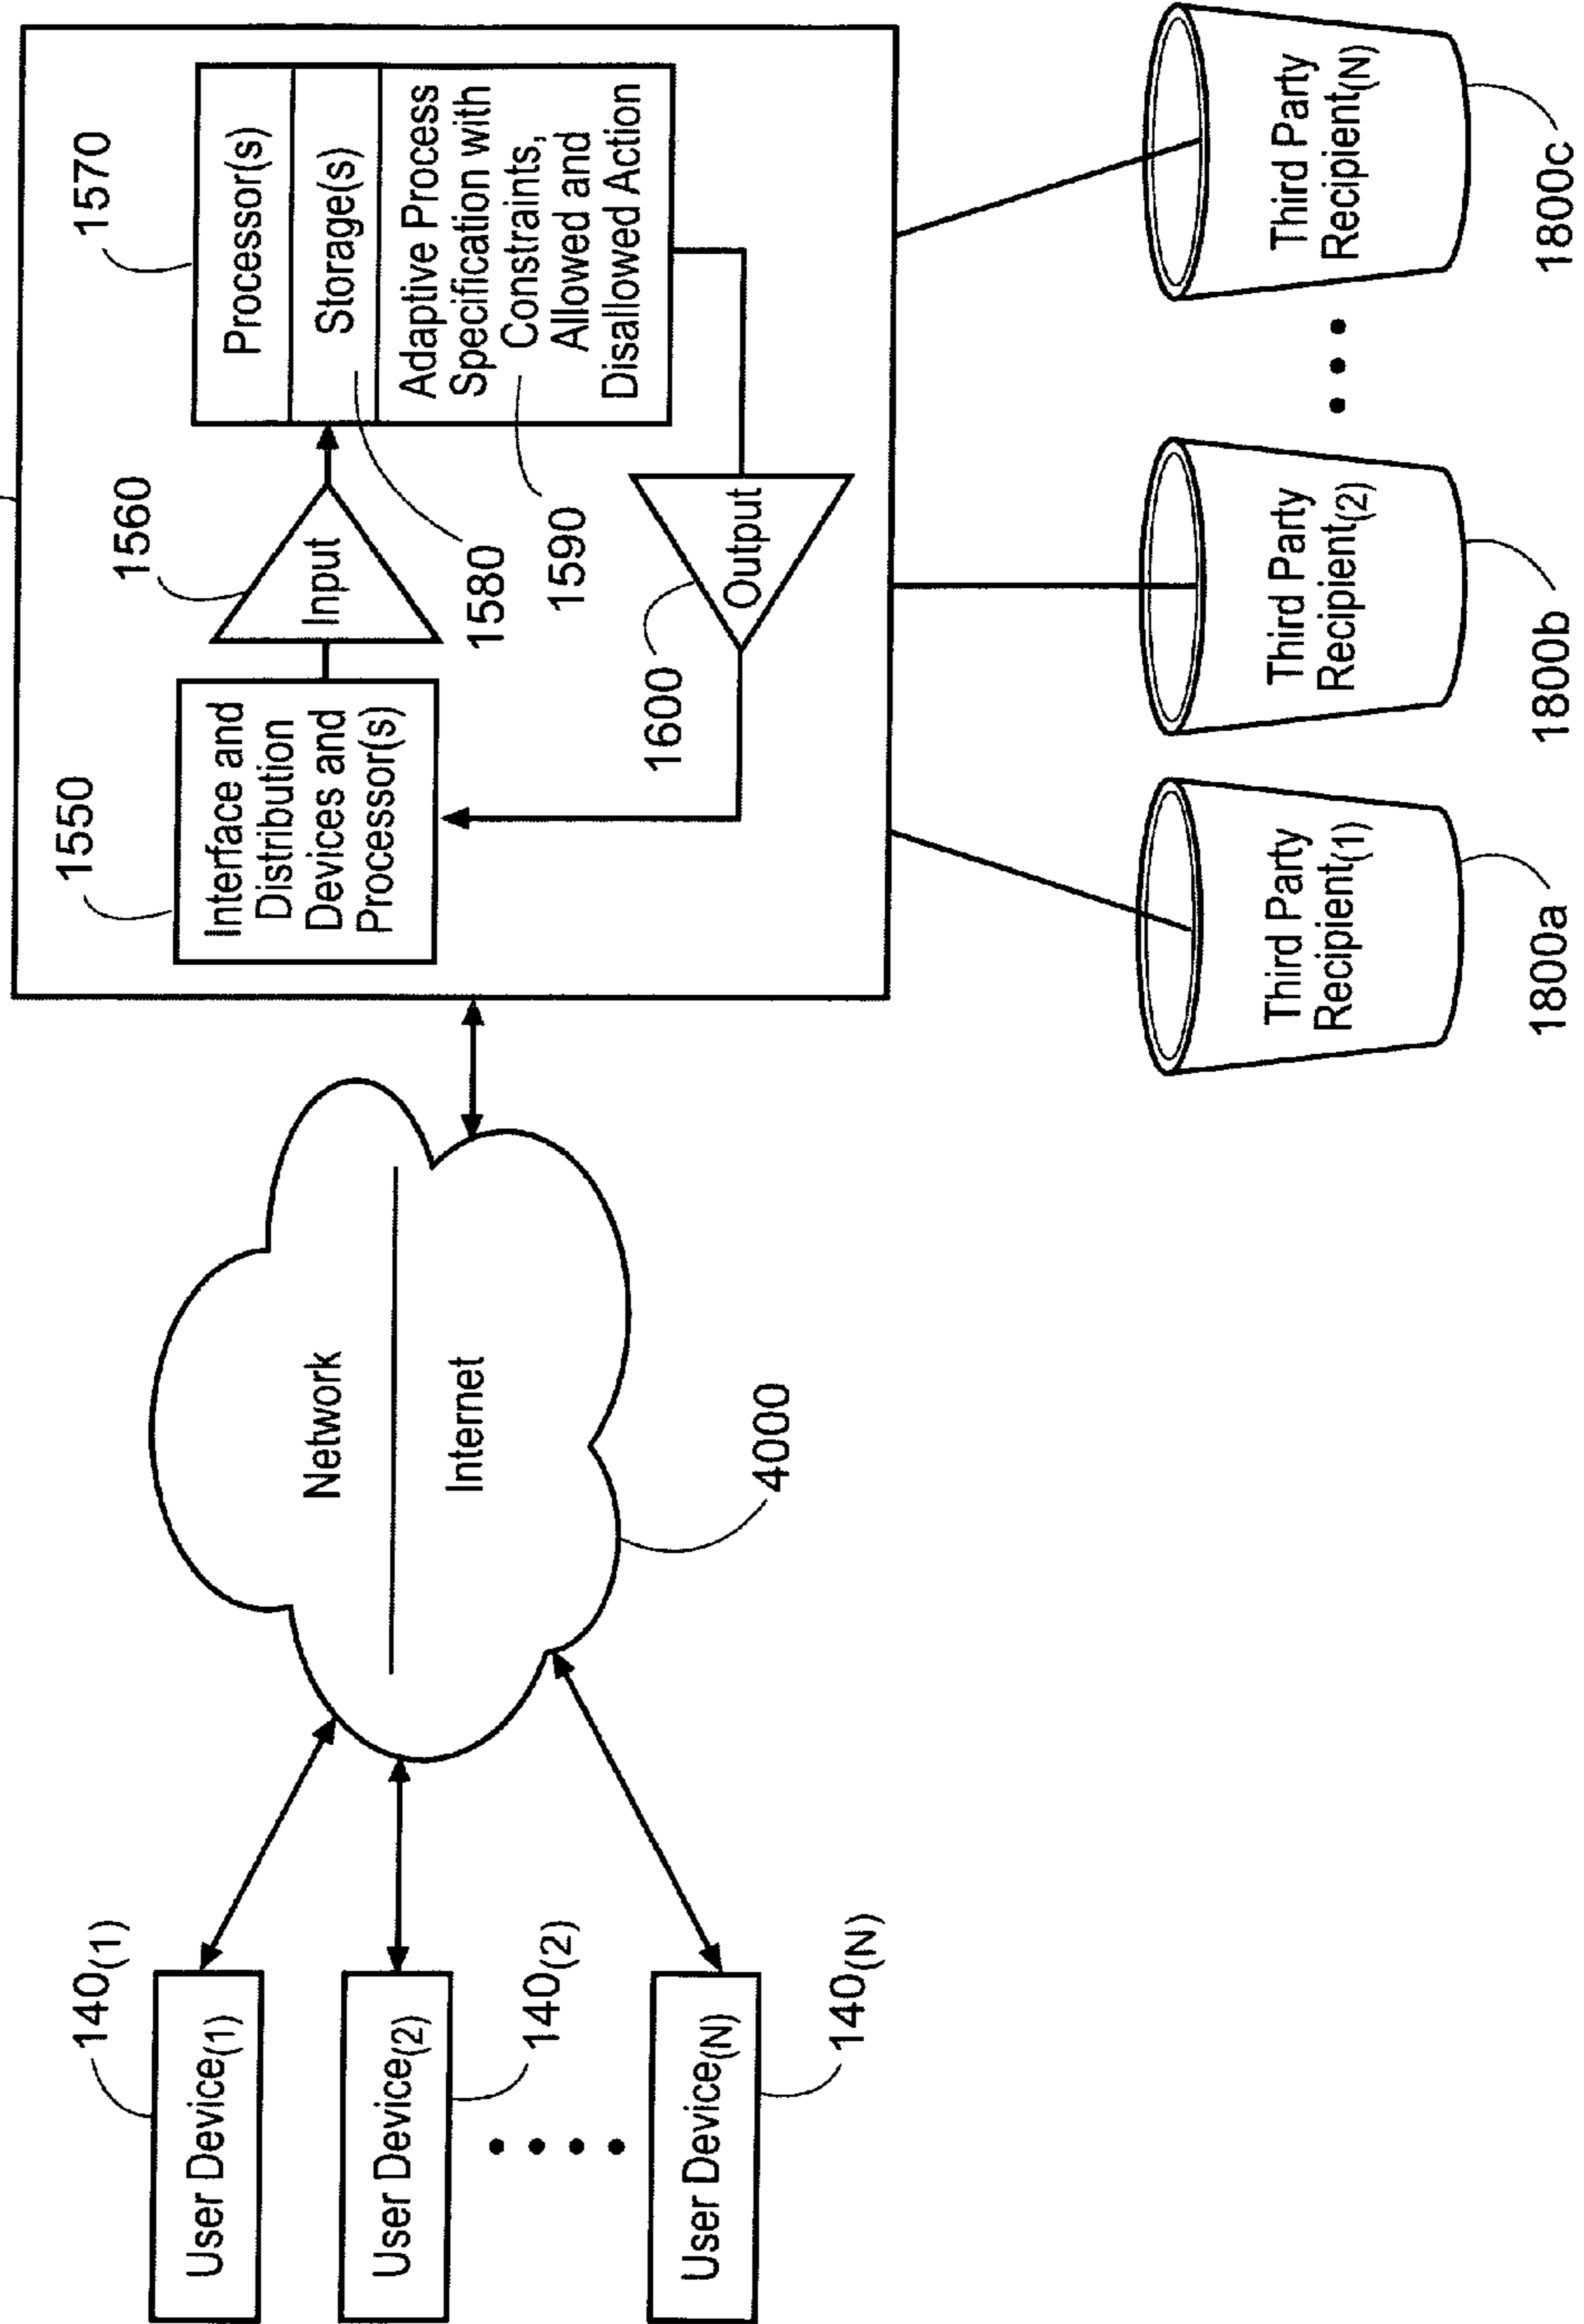 140(1)
User Device(1)
User Device(2)
140(2)
User Device(N)
140(N)
Network
Internet
4000
1550
Interface and
Distribution
Devices and
Processor(s)
1560
Input
1570
Processor(s)
Storage(s)
Adaptive Process
Specification with
Constraints,
Allowed and
Disallowed Action
1580
1590
1600
Output
Third Party
Recipient(1)
1800a
Third Party
Recipient(2)
1800b
Third Party
Recipient(N)
1800c